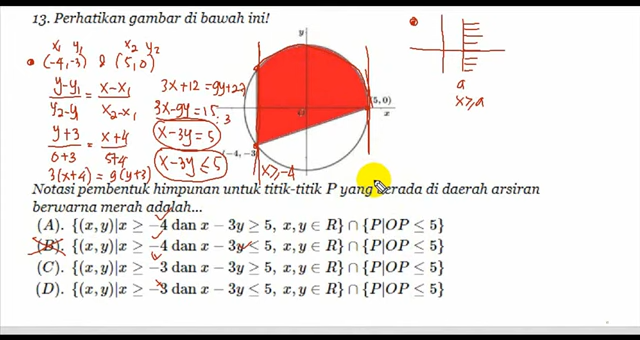 13. Perhatikan gambar di bawah ini!
x₁ y₁ x₂ y₂
(-4,-3) & (5,0)
y-y₁/y₂-y₁ = x-x₁/x₂-x₁
y+3/0+3 = x+4/5+4
3(x+4) = 9(y+3)
3x+12 = 9y+27
3x-9y = 15 :3
x-3y = 5
x-3y ≤ 5
y
(5, 0)
x
(−4, −3)
x ≥ -4
a
x ≥ a
Notasi pembentuk himpunan untuk titik-titik P yang berada di daerah arsiran
berwarna merah adalah...
(A). {(x, y)|x ≥ −4 dan x − 3y ≥ 5, x, y ∈ R} ∩ {P|OP ≤ 5}
(B). {(x, y)|x ≥ −4 dan x − 3y ≤ 5, x, y ∈ R} ∩ {P|OP ≤ 5}
(C). {(x, y)|x ≥ −3 dan x − 3y ≥ 5, x, y ∈ R} ∩ {P|OP ≤ 5}
(D). {(x, y)|x ≥ −3 dan x − 3y ≤ 5, x, y ∈ R} ∩ {P|OP ≤ 5}